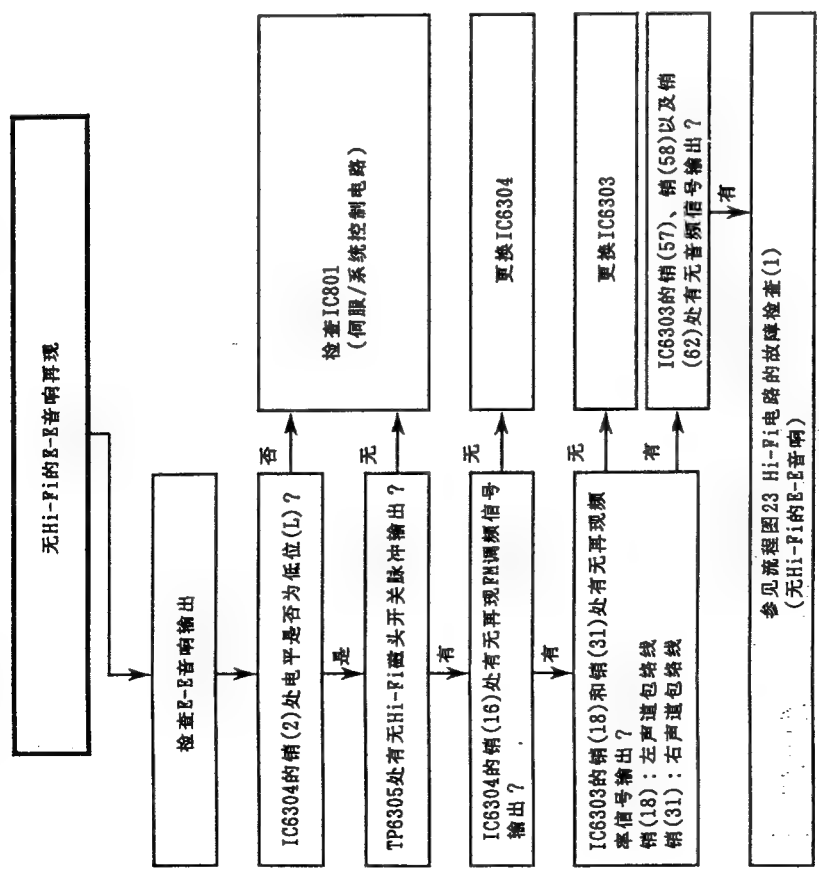 无Hi-Fi的E-E音响再现
检查E-E音响输出
IC6304的销(2)处电平是否为低位(L)?
否
检查IC801
(伺服/系统控制电路)
是
TP6305处有无Hi-Fi磁头开关脉冲输出?
无
有
IC6304的销(16)处有无再现FM调频信号
输出?
无
更换IC6304
有
IC6303的销(18)和销(31)处有无再现频
率信号输出?
销(18):左声道包络线
销(31):右声道包络线
无
更换IC6303
有
IC6303的销(57)、销(58)以及销
(62)处有无音频信号输出?
有
参见流程图23 Hi-Fi电路的故障检查(1)
(无Hi-Fi的E-E音响)